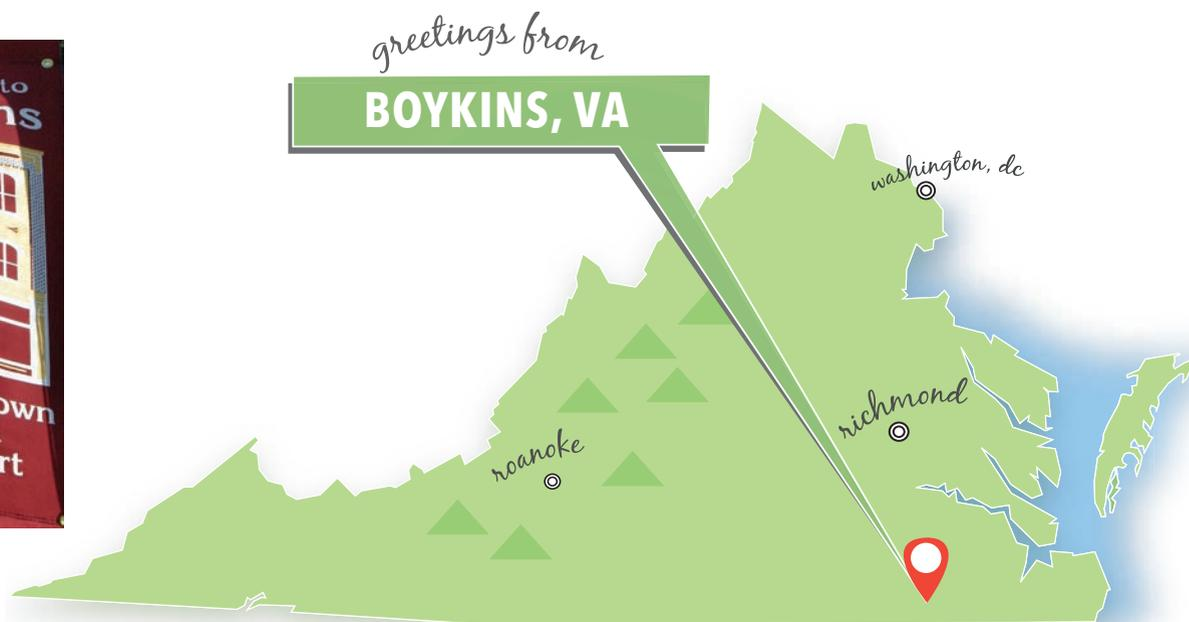 to
ns
own
rt
greetings from
BOYKINS, VA
washington, dc
richmond
roanoke